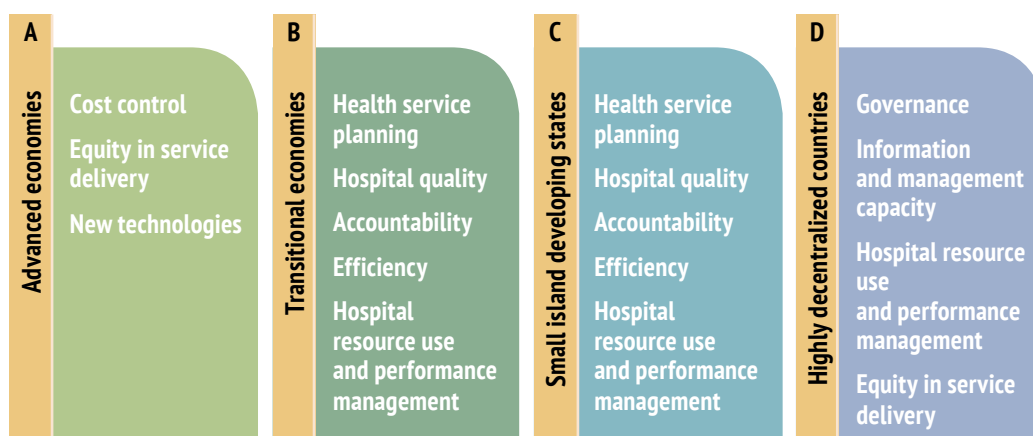 A
Advanced economies
Cost control
Equity in service
delivery
New technologies
B
Transitional economies
Health service
planning
Hospital quality
Accountability
Efficiency
Hospital
resource use
and performance
management
C
Small island developing states
Health service
planning
Hospital quality
Accountability
Efficiency
Hospital
resource use
and performance
management
D
Highly decentralized countries
Governance
Information
and management
capacity
Hospital resource
use
and performance
management
Equity in service
delivery